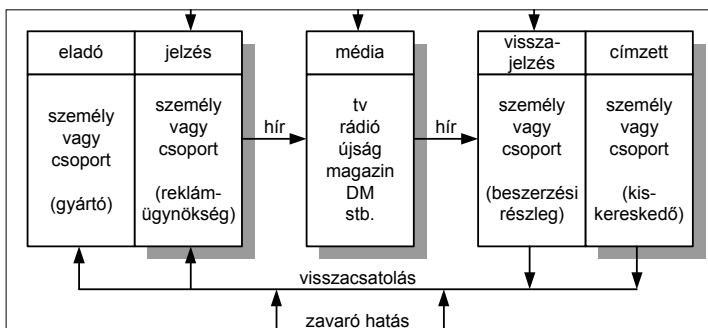 eladó
jelzés
média
vissza-
jelzés
címzett
személy
vagy
csoport
(gyártó)
személy
vagy
csoport
(reklám-
ügynökség)
hír
tv
rádió
újság
magazin
DM
stb.
hír
személy
vagy
csoport
(beszerzési
részleg)
személy
vagy
csoport
(kis-
kereskedő)
visszacsatolás
zavaró hatás